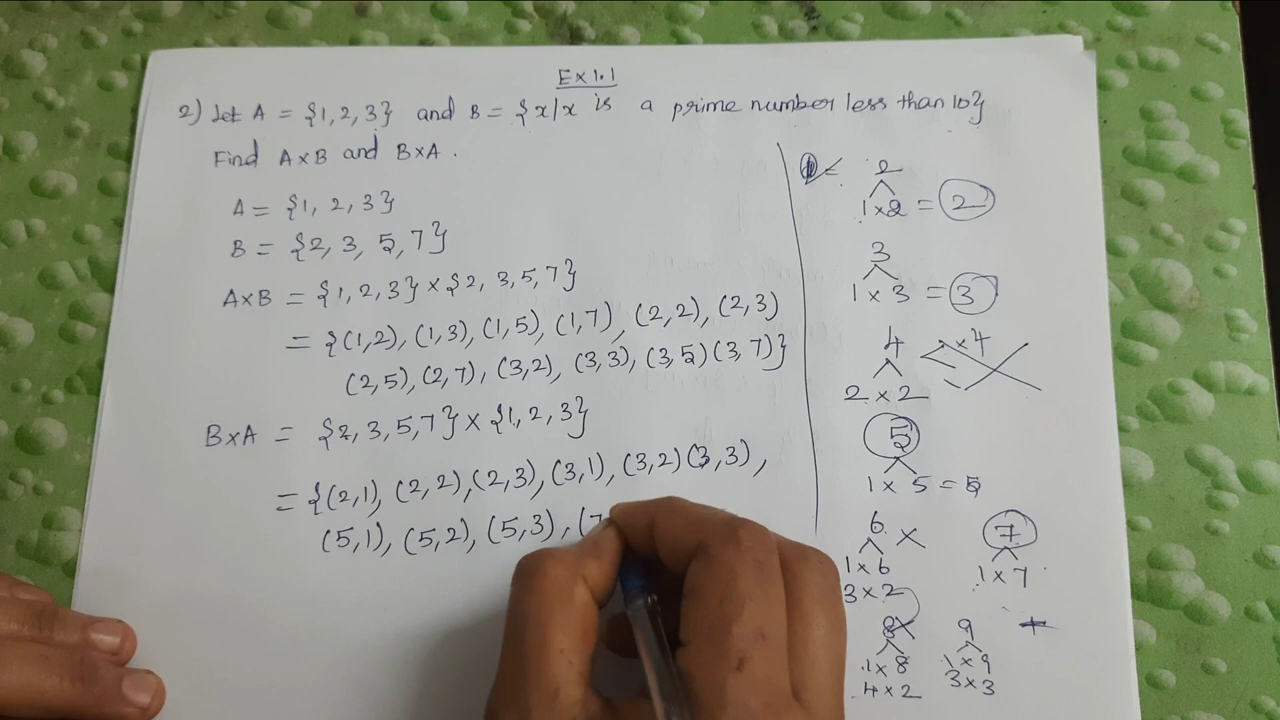 Ex 1.1
2) Let A = {1, 2, 3} and B = {x/x is a prime number less than 10}
Find A×B and B×A.
A = {1, 2, 3}
B = {2, 3, 5, 7}
A×B = {1, 2, 3} × {2, 3, 5, 7}
= {(1,2), (1,3), (1,5), (1,7), (2,2), (2,3)
(2,5), (2,7), (3,2), (3,3), (3,5) (3,7)}
B×A = {2, 3, 5, 7} × {1, 2, 3}
= {(2,1), (2,2), (2,3), (3,1), (3,2) (3,3),
(5,1), (5,2), (5,3), (7
2
1×2 = 2
3
1 × 3 = 3
4 ×4
2 × 2
5
1 × 5 = 5
6 × 7
1×6 1×7
3×2
8× 9
1×8 1×9
4×2 3×3